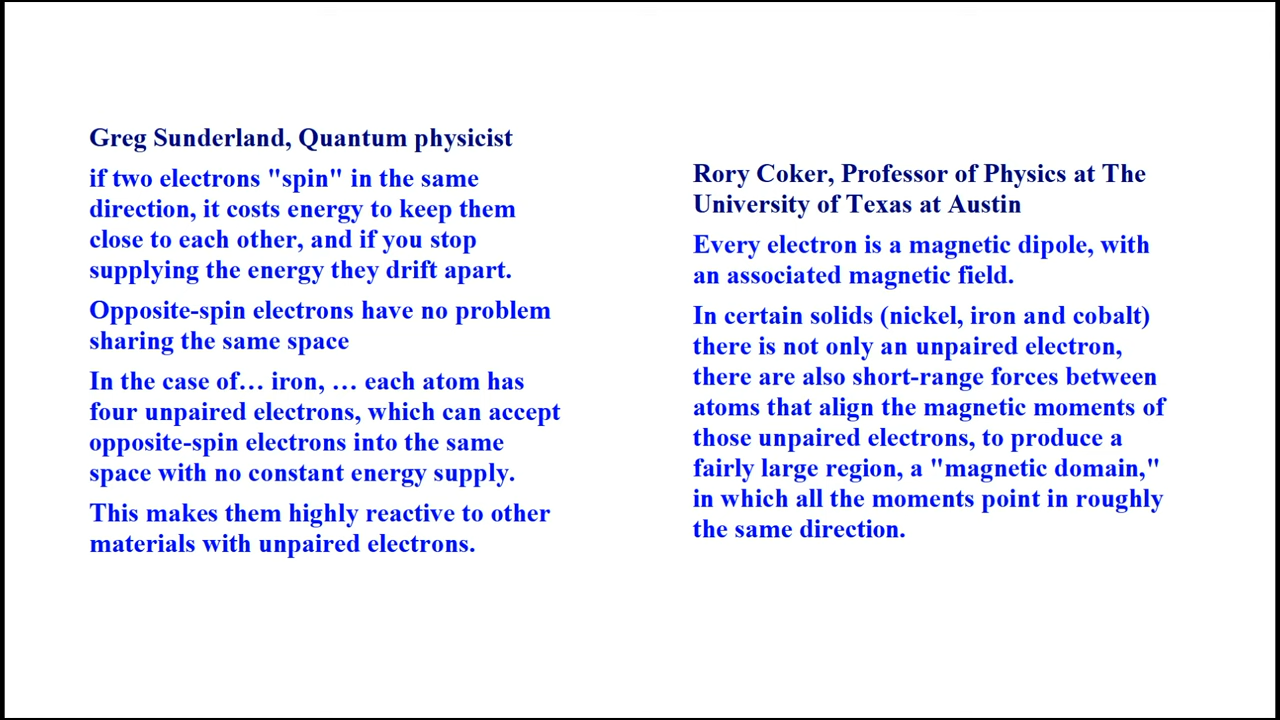 Greg Sunderland, Quantum physicist
if two electrons "spin" in the same
direction, it costs energy to keep them
close to each other, and if you stop
supplying the energy they drift apart.
Opposite-spin electrons have no problem
sharing the same space
In the case of… iron, … each atom has
four unpaired electrons, which can accept
opposite-spin electrons into the same
space with no constant energy supply.
This makes them highly reactive to other
materials with unpaired electrons.
Rory Coker, Professor of Physics at The
University of Texas at Austin
Every electron is a magnetic dipole, with
an associated magnetic field.
In certain solids (nickel, iron and cobalt)
there is not only an unpaired electron,
there are also short-range forces between
atoms that align the magnetic moments of
those unpaired electrons, to produce a
fairly large region, a "magnetic domain,"
in which all the moments point in roughly
the same direction.